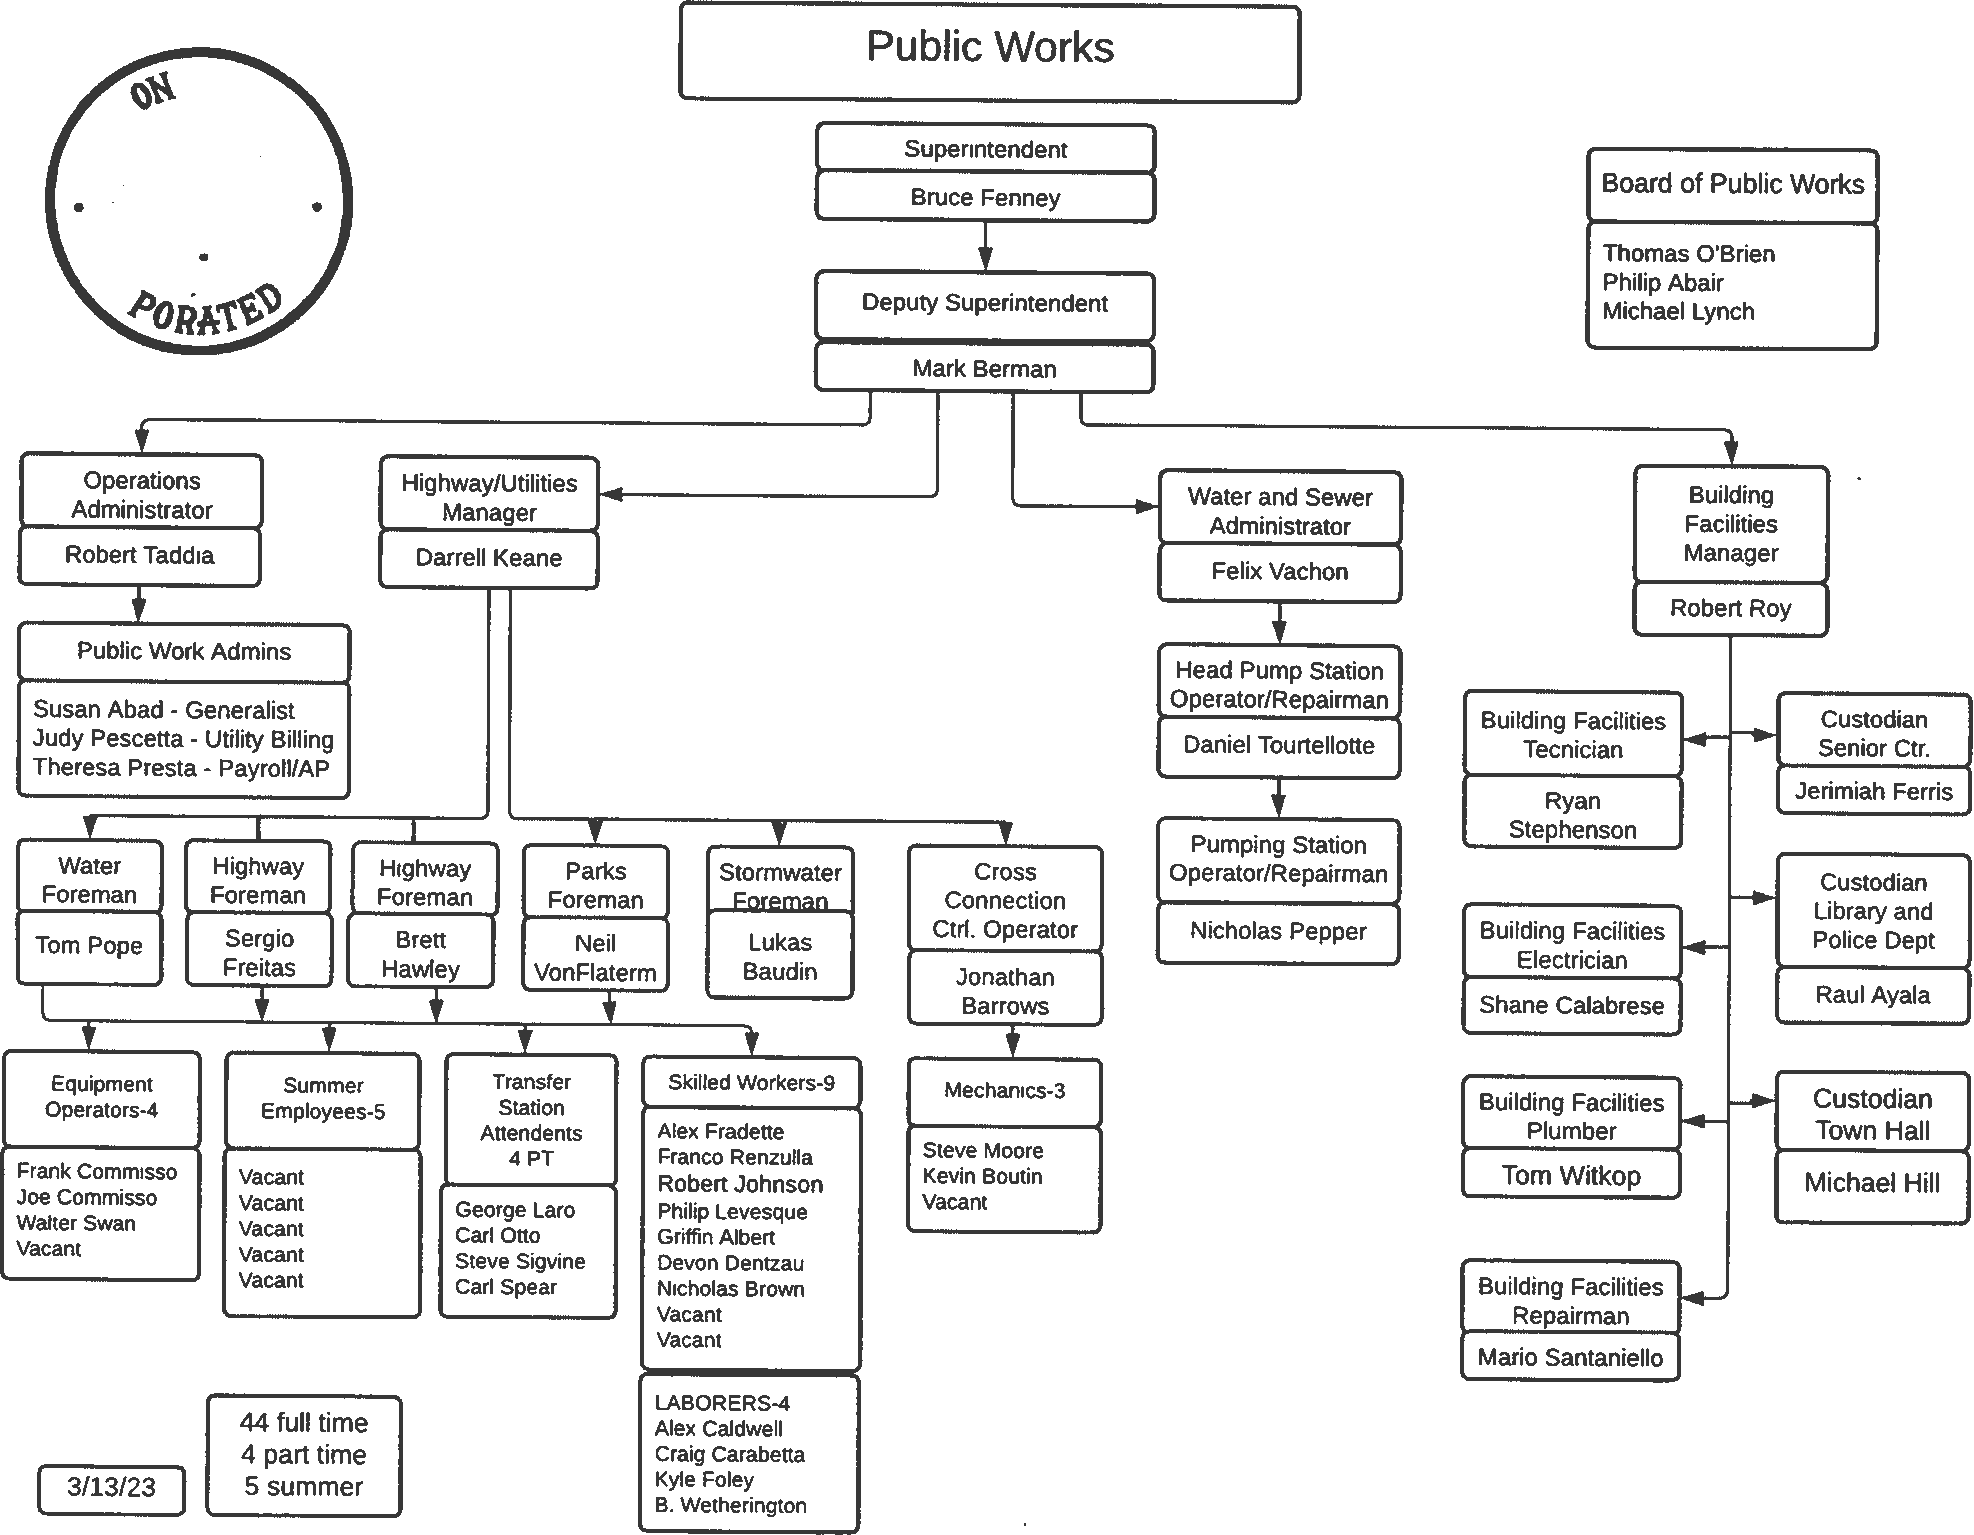 Public Works
ON
PORATED
Superintendent
Bruce Fenney
Board of Public Works
Thomas O'Brien
Philip Abair
Michael Lynch
Deputy Superintendent
Mark Berman
Operations
Administrator
Robert Taddia
Highway/Utilities
Manager
Darrell Keane
Water and Sewer
Administrator
Felix Vachon
Building
Facilities
Manager
Robert Roy
Public Work Admins
Susan Abad - Generalist
Judy Pescetta - Utility Billing
Theresa Presta - Payroll/AP
Head Pump Station
Operator/Repairman
Daniel Tourtellotte
Pumping Station
Operator/Repairman
Nicholas Pepper
Building Facilities
Tecnician
Ryan
Stephenson
Custodian
Senior Ctr.
Jerimiah Ferris
Building Facilities
Electrician
Shane Calabrese
Custodian
Library and
Police Dept
Raul Ayala
Building Facilities
Plumber
Tom Witkop
Custodian
Town Hall
Michael Hill
Building Facilities
Repairman
Mario Santaniello
Water
Foreman
Tom Pope
Highway
Foreman
Sergio
Freitas
Highway
Foreman
Brett
Hawley
Parks
Foreman
Neil
VonFlaterm
Stormwater
Foreman
Lukas
Baudin
Cross
Connection
Ctrl. Operator
Jonathan
Barrows
Equipment
Operators-4
Frank Commisso
Joe Commisso
Walter Swan
Vacant
Summer
Employees-5
Vacant
Vacant
Vacant
Vacant
Vacant
Transfer
Station
Attendents
4 PT
George Laro
Carl Otto
Steve Sigvine
Carl Spear
Skilled Workers-9
Alex Fradette
Franco Renzulla
Robert Johnson
Philip Levesque
Griffin Albert
Devon Dentzau
Nicholas Brown
Vacant
Vacant
LABORERS-4
Alex Caldwell
Craig Carabetta
Kyle Foley
B. Wetherington
Mechanics-3
Steve Moore
Kevin Boutin
Vacant
44 full time
4 part time
5 summer
3/13/23